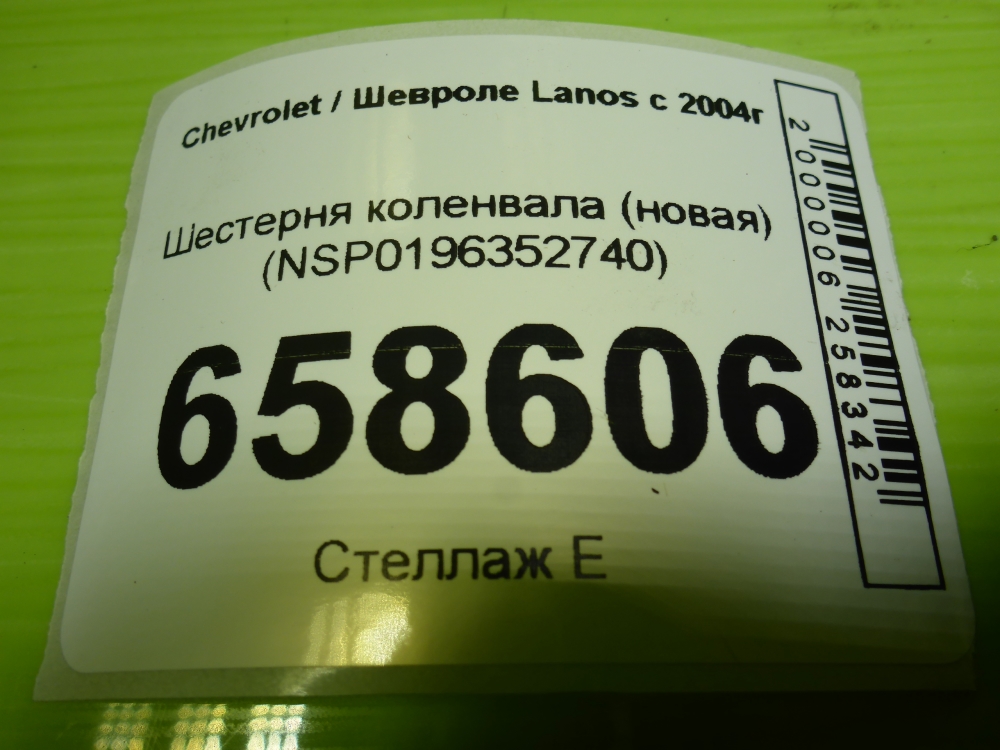 Chevrolet / Шевроле Lanos с 2004г
Шестерня коленвала (новая)
(NSP0196352740)
658606
Стеллаж Е
2000006258342